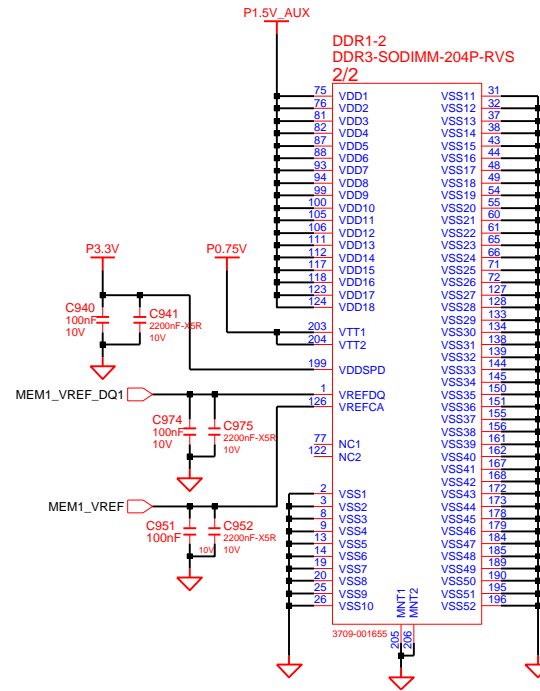 P1.5V_AUX
DDR1-2
DDR3-SODIMM-204P-RVS
2/2
75 VDD1 VSS11 31
76 VDD2 VSS12 32
81 VDD3 VSS13 37
82 VDD4 VSS14 38
87 VDD5 VSS15 43
88 VDD6 VSS16 44
93 VDD7 VSS17 48
94 VDD8 VSS18 49
99 VDD9 VSS19 54
100 VDD10 VSS20 55
105 VDD11 VSS21 60
106 VDD12 VSS22 61
111 VDD13 VSS23 65
112 VDD14 VSS24 66
117 VDD15 VSS25 71
118 VDD16 VSS26 72
123 VDD17 VSS27 127
124 VDD18 VSS28 128
VSS29 133
203 VTT1 VSS30 134
204 VTT2 VSS31 138
VSS32 139
199 VDDSPD VSS33 144
VSS34 145
1 VREFDQ VSS35 150
126 VREFCA VSS36 151
VSS37 155
VSS38 156
77 NC1 VSS39 161
122 NC2 VSS40 162
VSS41 167
VSS42 168
2 VSS1 VSS43 172
3 VSS2 VSS44 173
8 VSS3 VSS45 178
9 VSS4 VSS46 179
13 VSS5 VSS47 184
14 VSS6 VSS48 185
19 VSS7 VSS49 189
20 VSS8 VSS50 190
25 VSS9 VSS51 195
26 VSS10 VSS52 196
MNT1 MNT2
205 206
3709-001655
P3.3V
P0.75V
C940
100nF
10V
C941
2200nF-X5R
10V
MEM1_VREF_DQ1
C974
100nF
10V
C975
2200nF-X5R
10V
MEM1_VREF
C951
100nF
10V
C952
2200nF-X5R
10V